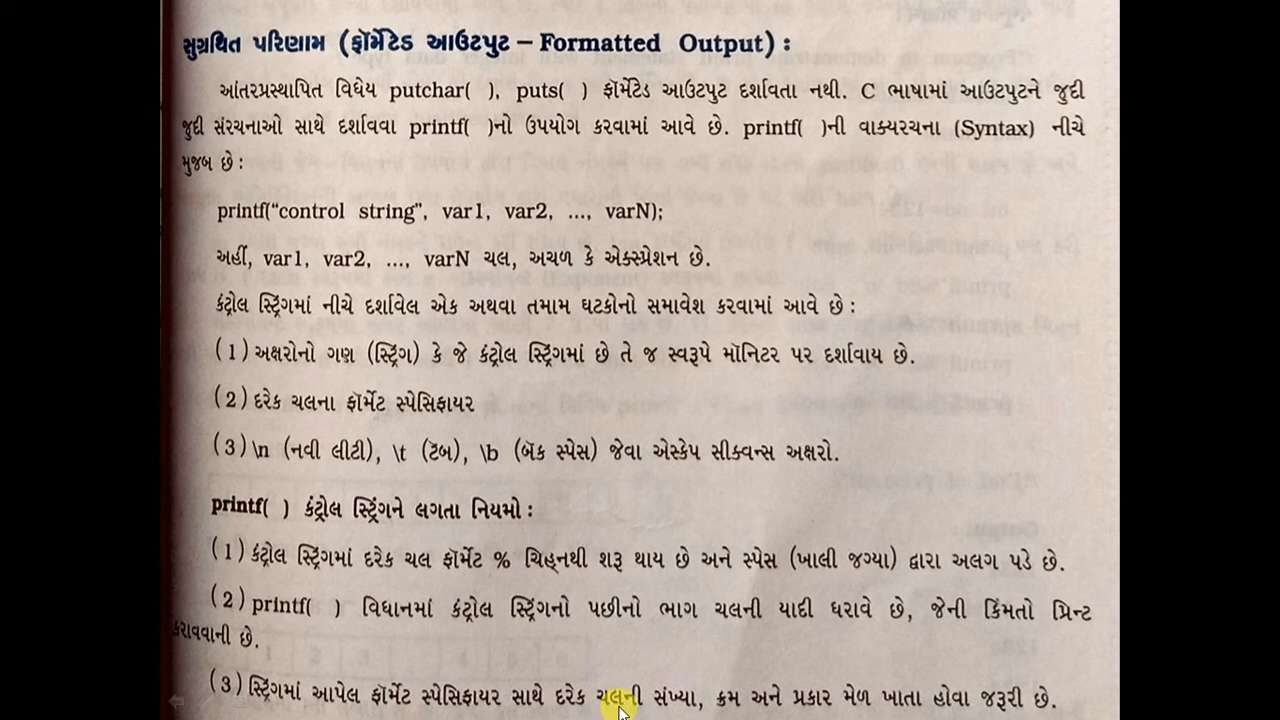 સુગ્રથિત પરિણામ (ફૉર્મેટેડ આઉટપુટ – Formatted Output) :
આંતરપ્રસ્થાપિત વિધેય putchar( ), puts( ) ફૉર્મેટેડ આઉટપુટ દર્શાવતા નથી. C ભાષામાં આઉટપુટને જુદી
જુદી સંરચનાઓ સાથે દર્શાવવા printf( )નો ઉપયોગ કરવામાં આવે છે. printf( )ની વાક્યરચના (Syntax) નીચે
મુજબ છે :
printf("control string", var1, var2, ..., varN);
અહીં, var1, var2, ..., varN ચલ, અચળ કે એક્સ્પ્રેશન છે.
કંટ્રોલ સ્ટ્રિંગમાં નીચે દર્શાવેલ એક અથવા તમામ ઘટકોનો સમાવેશ કરવામાં આવે છે :
(1) અક્ષરોનો ગણ (સ્ટ્રિંગ) કે જે કંટ્રોલ સ્ટ્રિંગમાં છે તે જ સ્વરૂપે મૉનિટર પર દર્શાવાય છે.
(2) દરેક ચલના ફૉર્મેટ સ્પેસિફાયર
(3) \n (નવી લીટી), \t (ટૅબ), \b (બૅક સ્પેસ) જેવા એસ્કેપ સીક્વન્સ અક્ષરો.
printf( ) કંટ્રોલ સ્ટ્રિંગને લગતા નિયમો :
(1) કંટ્રોલ સ્ટ્રિંગમાં દરેક ચલ ફૉર્મેટ % ચિહ્નથી શરૂ થાય છે અને સ્પેસ (ખાલી જગ્યા) દ્વારા અલગ પડે છે.
(2) printf( ) વિધાનમાં કંટ્રોલ સ્ટ્રિંગનો પછીનો ભાગ ચલની યાદી ધરાવે છે, જેની કિંમતો પ્રિન્ટ
કરાવવાની છે.
(3) સ્ટ્રિંગમાં આપેલ ફૉર્મેટ સ્પેસિફાયર સાથે દરેક ચલની સંખ્યા, ક્રમ અને પ્રકાર મેળ ખાતા હોવા જરૂરી છે.